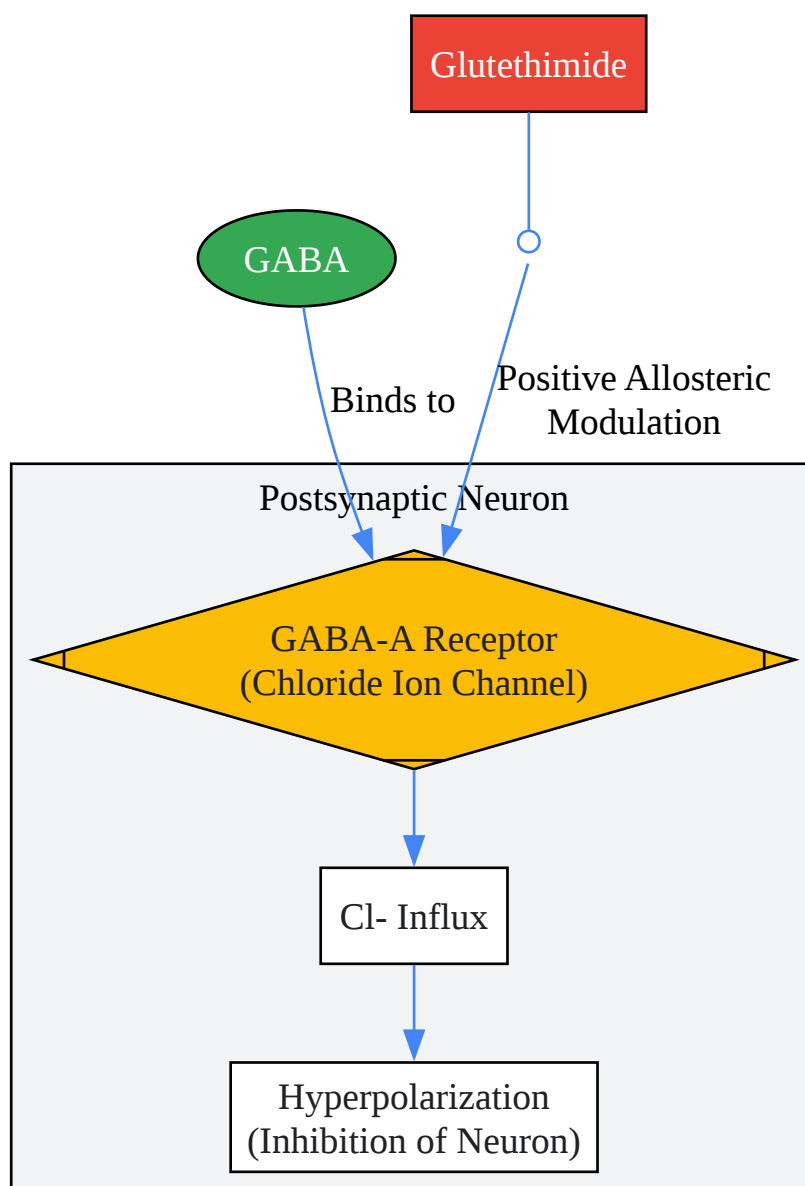 Glutethimide
GABA
Binds to
Positive Allosteric
Modulation
Postsynaptic Neuron
GABA-A Receptor
(Chloride Ion Channel)
Cl- Influx
Hyperpolarization
(Inhibition of Neuron)